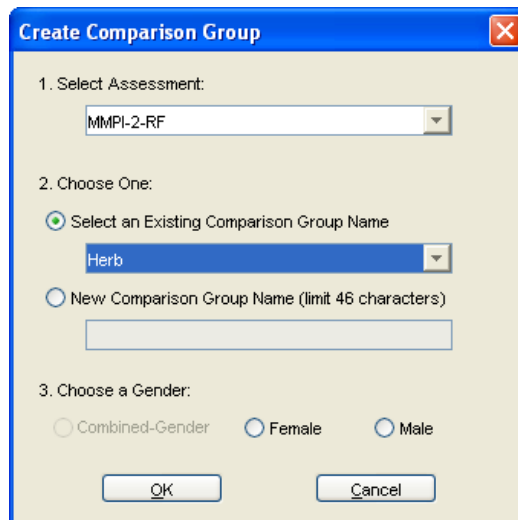 Create Comparison Group
1. Select Assessment:
MMPI-2-RF
2. Choose One:
Select an Existing Comparison Group Name
Herb
New Comparison Group Name (limit 46 characters)
3. Choose a Gender:
Combined-Gender Female Male
OK Cancel